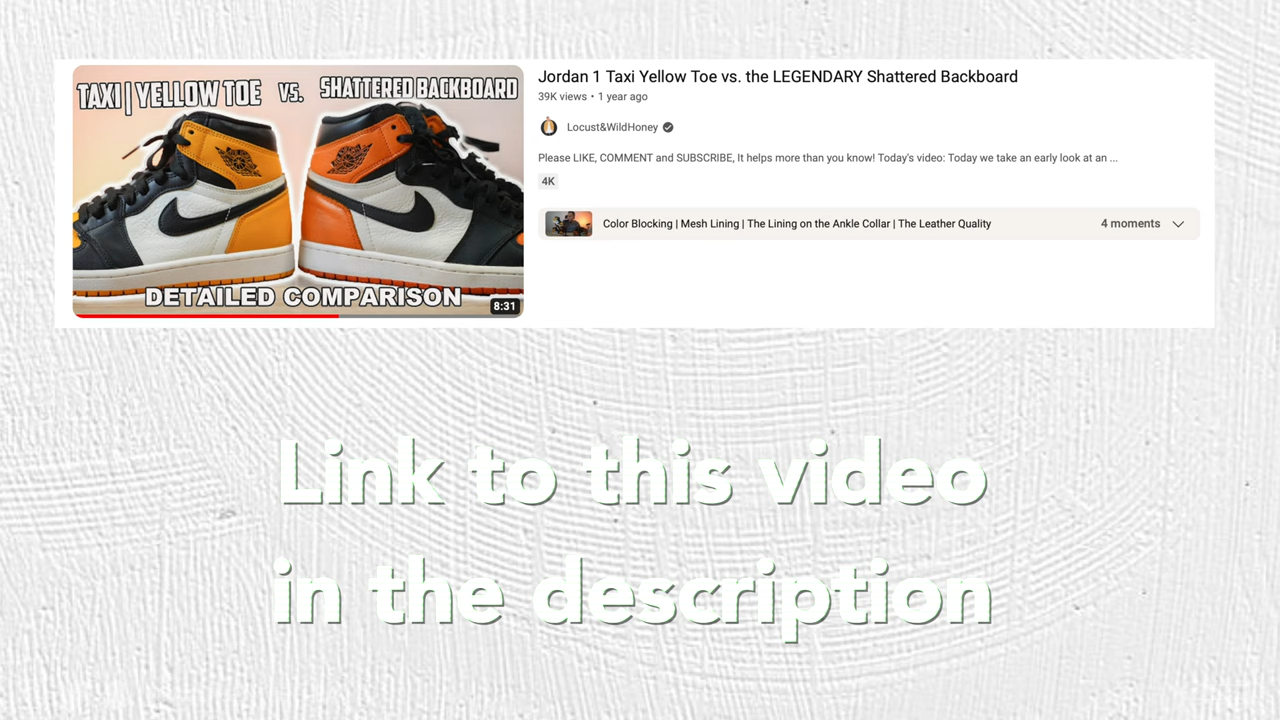 TAXI | YELLOW TOE vs. SHATTERED BACKBOARD
DETAILED COMPARISON
8:31
Jordan 1 Taxi Yellow Toe vs. the LEGENDARY Shattered Backboard
39K views • 1 year ago
Locust&WildHoney
Please LIKE, COMMENT and SUBSCRIBE, It helps more than you know! Today's video: Today we take an early look at an ...
4K
Color Blocking | Mesh Lining | The Lining on the Ankle Collar | The Leather Quality
4 moments
Link to this video
in the description